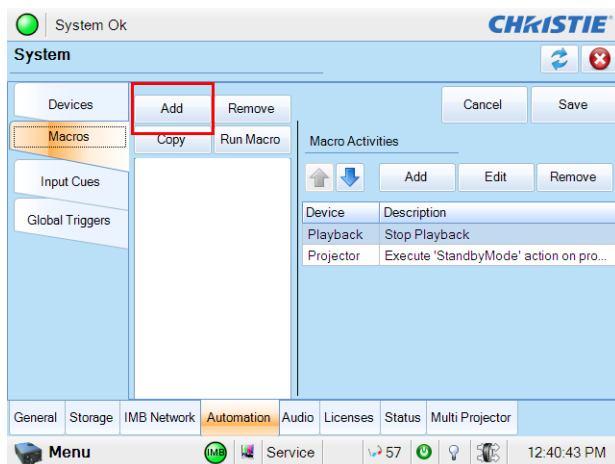 System Ok
CHRISTIE
System
Devices
Macros
Input Cues
Global Triggers
Add
Remove
Copy
Run Macro
Cancel
Save
Macro Activities
Add
Edit
Remove
Device Description
Playback Stop Playback
Projector Execute 'StandbyMode' action on pro...
General Storage IMB Network Automation Audio Licenses Status Multi Projector
Menu IMB Service 57 12:40:43 PM